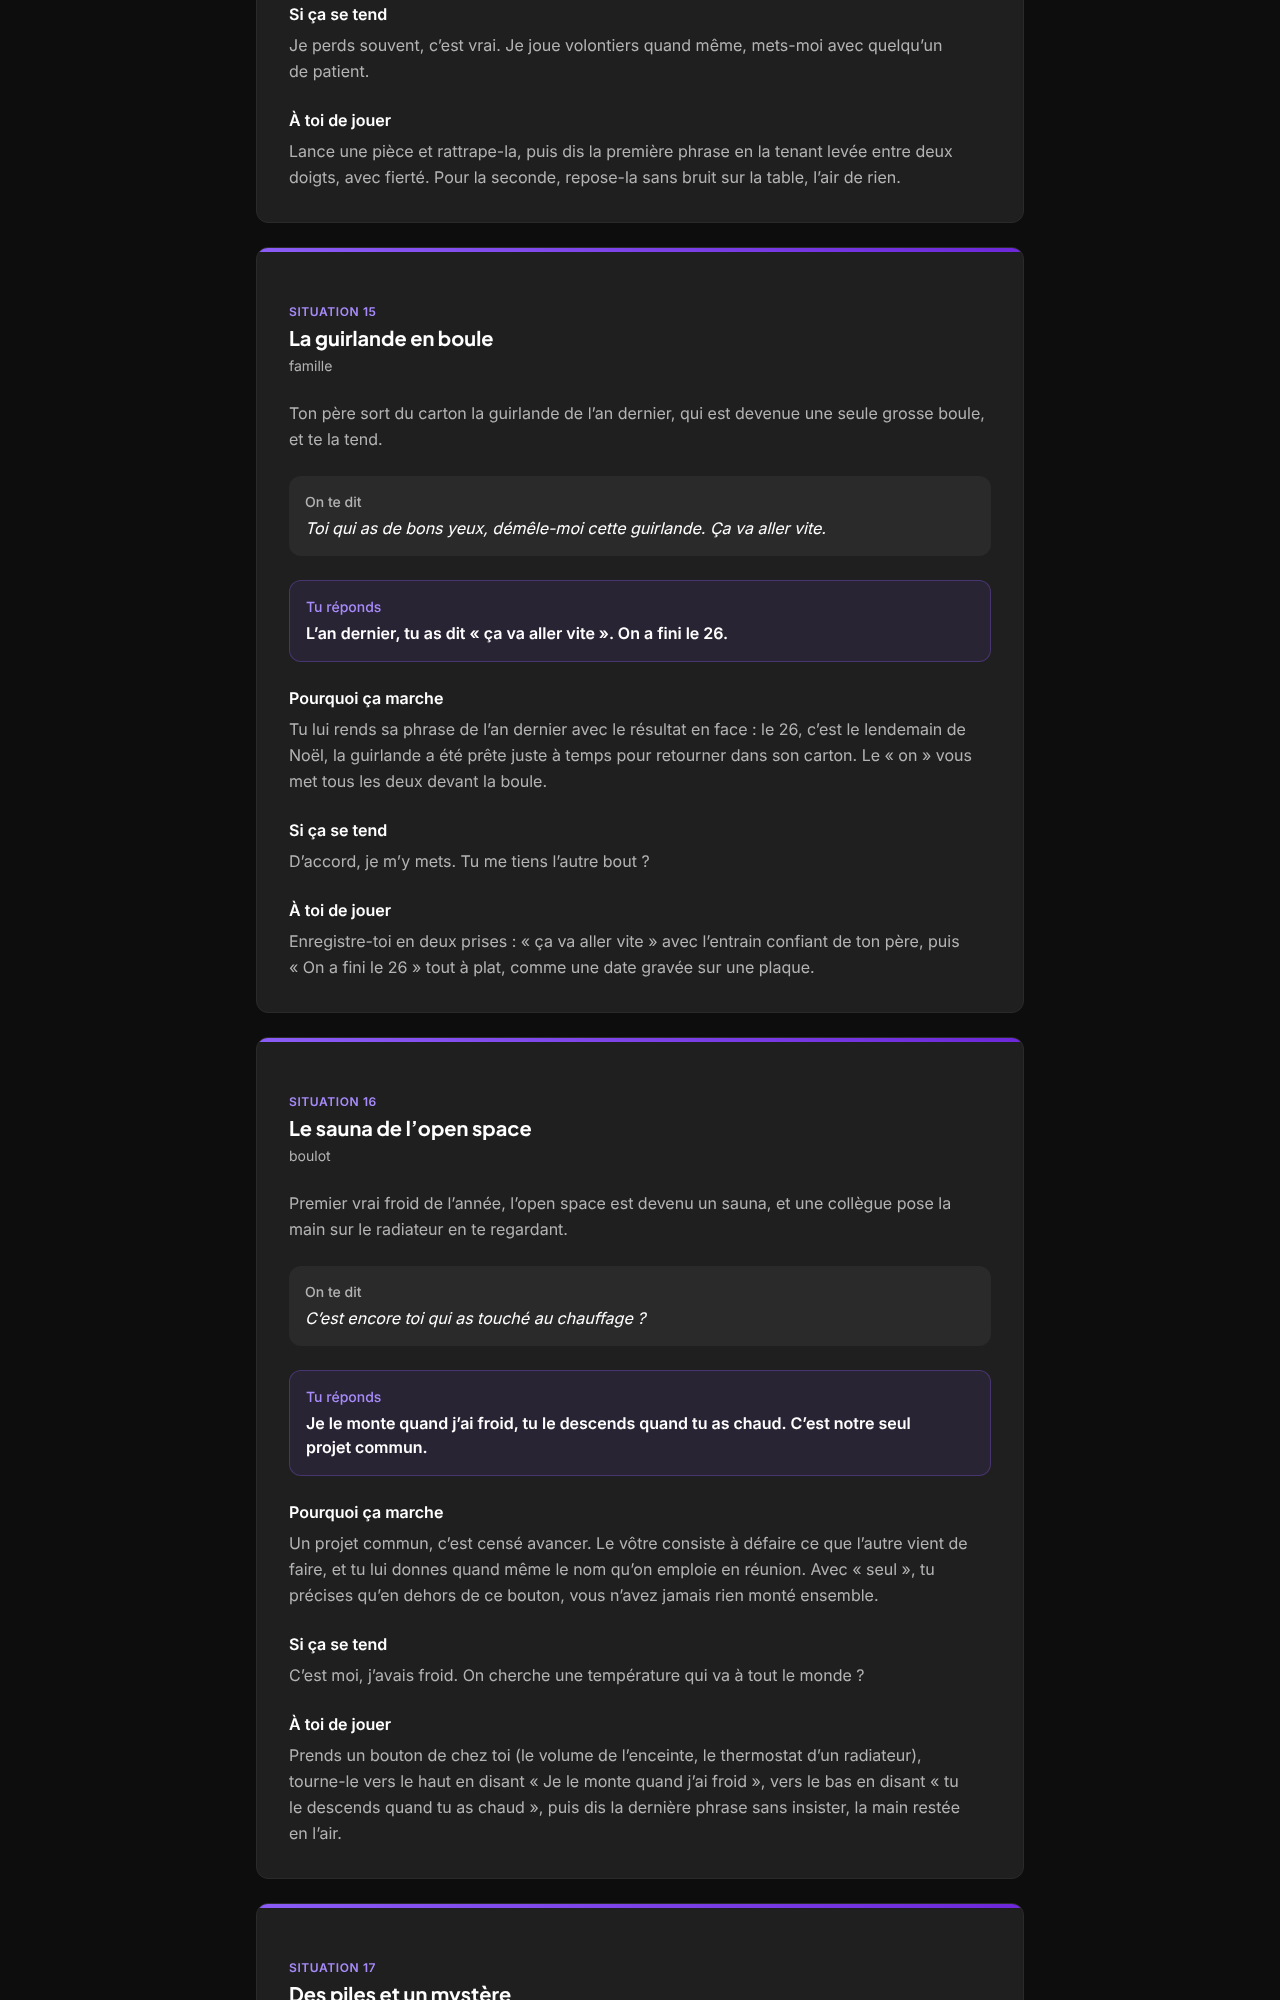 Si ça se tend
Je perds souvent, c’est vrai. Je joue volontiers quand même, mets-moi avec quelqu’un
de patient.
À toi de jouer
Lance une pièce et rattrape-la, puis dis la première phrase en la tenant levée entre deux
doigts, avec fierté. Pour la seconde, repose-la sans bruit sur la table, l’air de rien.
SITUATION 15
La guirlande en boule
famille
Ton père sort du carton la guirlande de l’an dernier, qui est devenue une seule grosse boule,
et te la tend.
On te dit
Toi qui as de bons yeux, démêle-moi cette guirlande. Ça va aller vite.
Tu réponds
L’an dernier, tu as dit « ça va aller vite ». On a fini le 26.
Pourquoi ça marche
Tu lui rends sa phrase de l’an dernier avec le résultat en face : le 26, c’est le lendemain de
Noël, la guirlande a été prête juste à temps pour retourner dans son carton. Le « on » vous
met tous les deux devant la boule.
Si ça se tend
D’accord, je m’y mets. Tu me tiens l’autre bout ?
À toi de jouer
Enregistre-toi en deux prises : « ça va aller vite » avec l’entrain confiant de ton père, puis
« On a fini le 26 » tout à plat, comme une date gravée sur une plaque.
SITUATION 16
Le sauna de l’open space
boulot
Premier vrai froid de l’année, l’open space est devenu un sauna, et une collègue pose la
main sur le radiateur en te regardant.
On te dit
C’est encore toi qui as touché au chauffage ?
Tu réponds
Je le monte quand j’ai froid, tu le descends quand tu as chaud. C’est notre seul
projet commun.
Pourquoi ça marche
Un projet commun, c’est censé avancer. Le vôtre consiste à défaire ce que l’autre vient de
faire, et tu lui donnes quand même le nom qu’on emploie en réunion. Avec « seul », tu
précises qu’en dehors de ce bouton, vous n’avez jamais rien monté ensemble.
Si ça se tend
C’est moi, j’avais froid. On cherche une température qui va à tout le monde ?
À toi de jouer
Prends un bouton de chez toi (le volume de l’enceinte, le thermostat d’un radiateur),
tourne-le vers le haut en disant « Je le monte quand j’ai froid », vers le bas en disant « tu
le descends quand tu as chaud », puis dis la dernière phrase sans insister, la main restée
en l’air.
SITUATION 17
Des piles et un mystère